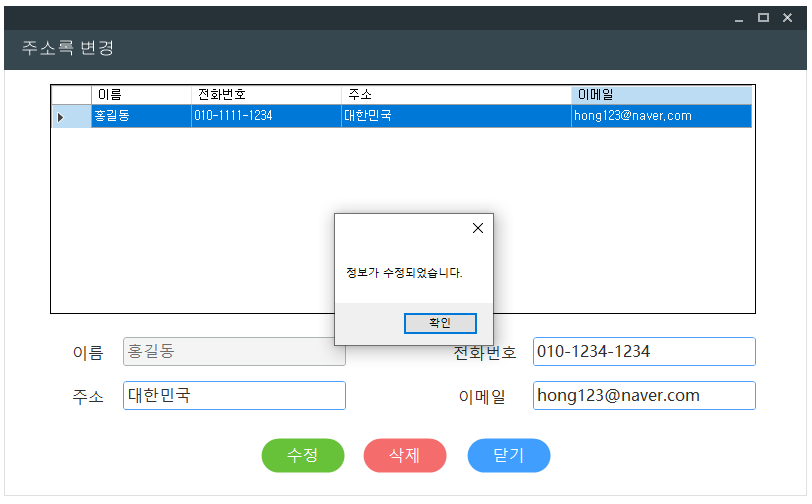 주소록 변경
이름 전화번호 주소 이메일
홍길동 010-1111-1234 대한민국 hong123@naver.com
정보가 수정되었습니다.
확인
이름 홍길동 전화번호 010-1234-1234
주소 대한민국 이메일 hong123@naver.com
수정 삭제 닫기